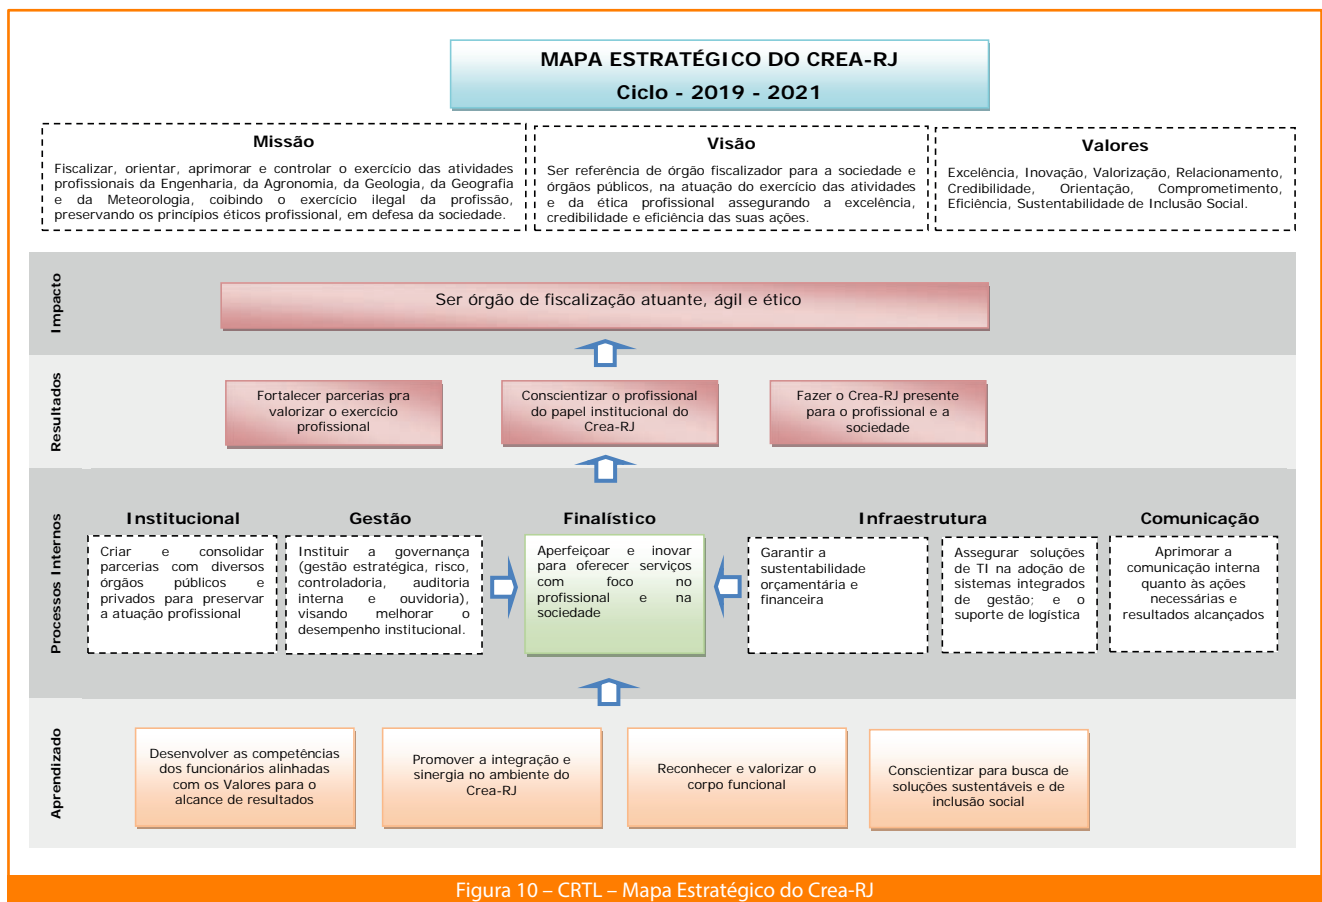 MAPA ESTRATÉGICO DO CREA-RJ
Ciclo - 2019 - 2021
Missão
Fiscalizar, orientar, aprimorar e controlar o exercício das atividades
profissionais da Engenharia, da Agronomia, da Geologia, da Geografia
e da Meteorologia, coibindo o exercício ilegal da profissão,
preservando os princípios éticos profissional, em defesa da sociedade.
Visão
Ser referência de órgão fiscalizador para a sociedade e
órgãos públicos, na atuação do exercício das atividades
e da ética profissional assegurando a excelência,
credibilidade e eficiência das suas ações.
Valores
Excelência, Inovação, Valorização, Relacionamento,
Credibilidade, Orientação, Comprometimento,
Eficiência, Sustentabilidade de Inclusão Social.
Impacto
Ser órgão de fiscalização atuante, ágil e ético
Resultados
Fortalecer parcerias pra
valorizar o exercício
profissional
Conscientizar o profissional
do papel institucional do
Crea-RJ
Fazer o Crea-RJ presente
para o profissional e a
sociedade
Processos Internos
Institucional
Criar e consolidar
parcerias com diversos
órgãos públicos e
privados para preservar
a atuação profissional
Gestão
Instituir a governança
(gestão estratégica, risco,
controladoria, auditoria
interna e ouvidoria),
visando melhorar o
desempenho institucional.
Finalístico
Aperfeiçoar e inovar
para oferecer serviços
com foco no
profissional e na
sociedade
Infraestrutura
Garantir a
sustentabilidade
orçamentária e
financeira
Assegurar soluções
de TI na adoção de
sistemas integrados
de gestão; e o
suporte de logística
Comunicação
Aprimorar a
comunicação interna
quanto às ações
necessárias e
resultados alcançados
Aprendizado
Desenvolver as competências
dos funcionários alinhadas
com os Valores para o
alcance de resultados
Promover a integração e
sinergia no ambiente do
Crea-RJ
Reconhecer e valorizar o
corpo funcional
Conscientizar para busca de
soluções sustentáveis e de
inclusão social
Figura 10 – CRTL – Mapa Estratégico do Crea-RJ